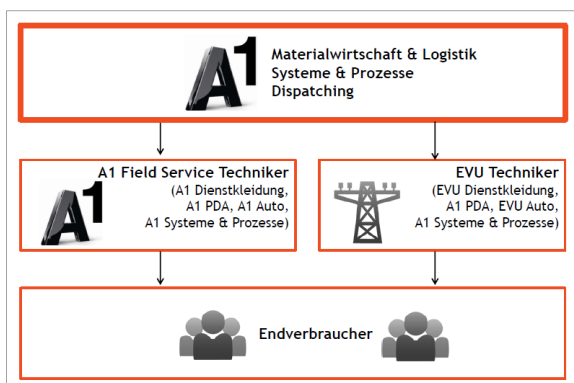 A1
Materialwirtschaft & Logistik
Systeme & Prozesse
Dispatching
A1 Field Service Techniker
(A1 Dienstkleidung,
A1 PDA, A1 Auto,
A1 Systeme & Prozesse)
A1
EVU Techniker
(EVU Dienstkleidung,
A1 PDA, EVU Auto,
A1 Systeme & Prozesse)
Endverbraucher